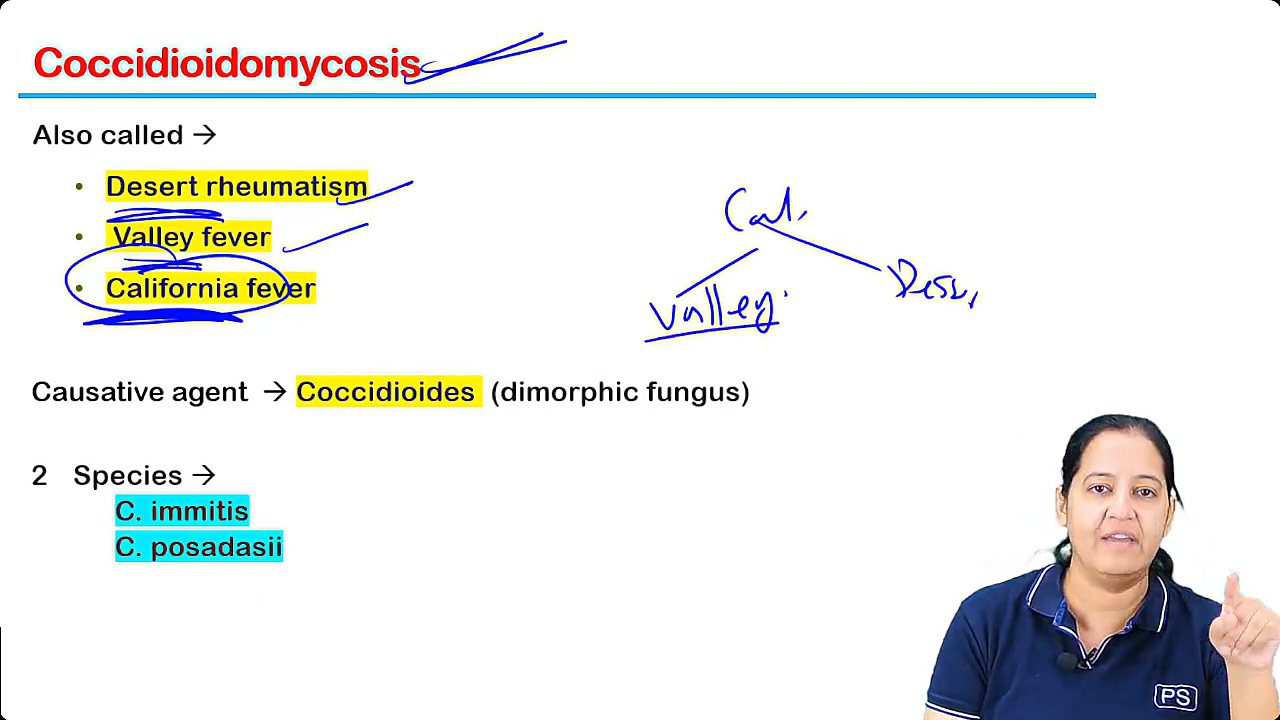 Coccidioidomycosis
Also called →
• Desert rheumatism
• Valley fever
• California fever
Cal.
Valley
Causative agent → Coccidioides (dimorphic fungus)
2 Species →
C. immitis
C. posadasii
PS